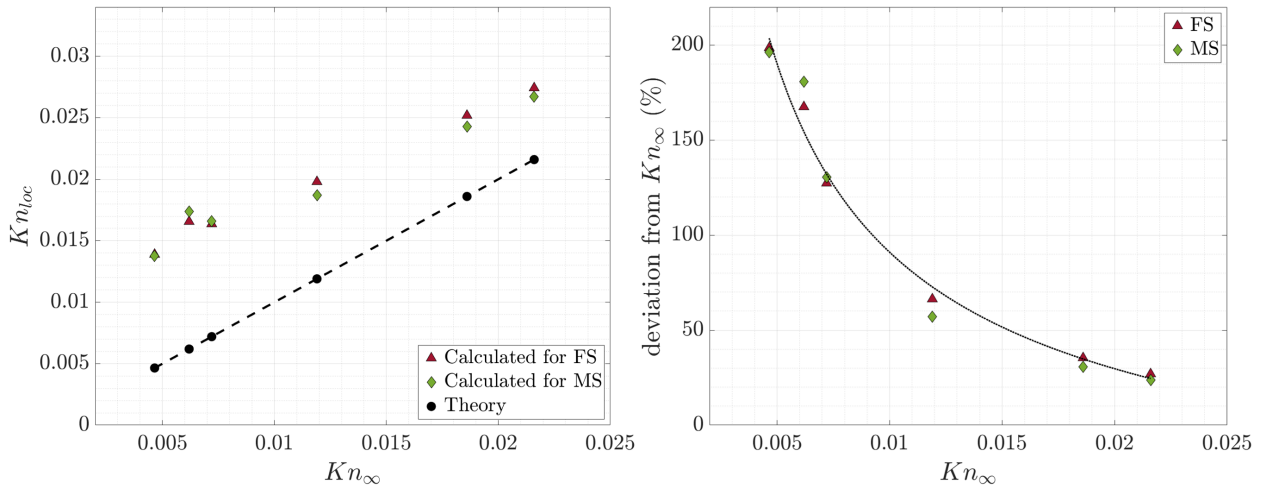 0.03
0.025
0.02
0.015
0.01
0.005
0
Kn_loc
0.005 0.01 0.015 0.02 0.025
Kn_∞
Calculated for FS
Calculated for MS
Theory
200
150
100
50
0
deviation from Kn_∞ (%)
0.005 0.01 0.015 0.02 0.025
Kn_∞
FS
MS